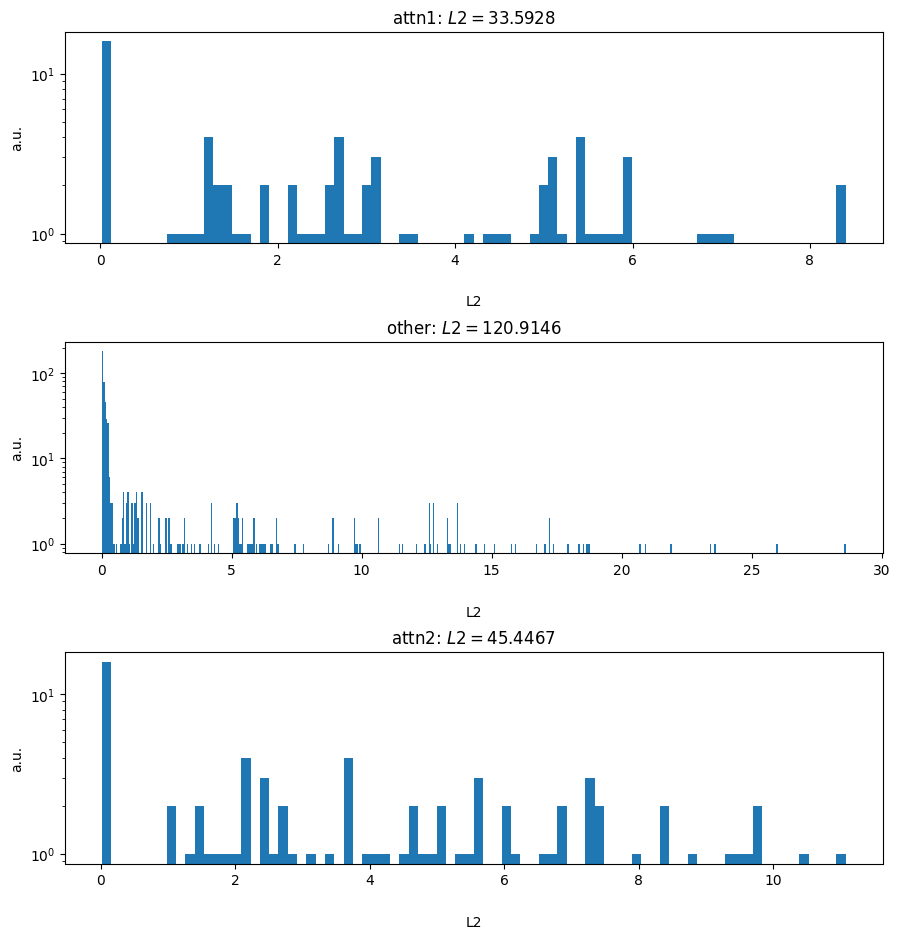 attn1: L2 = 33.5928
10¹
10⁰
a.u.
0 2 4 6 8
L2
other: L2 = 120.9146
10²
10¹
10⁰
a.u.
0 5 10 15 20 25 30
L2
attn2: L2 = 45.4467
10¹
10⁰
a.u.
0 2 4 6 8 10
L2